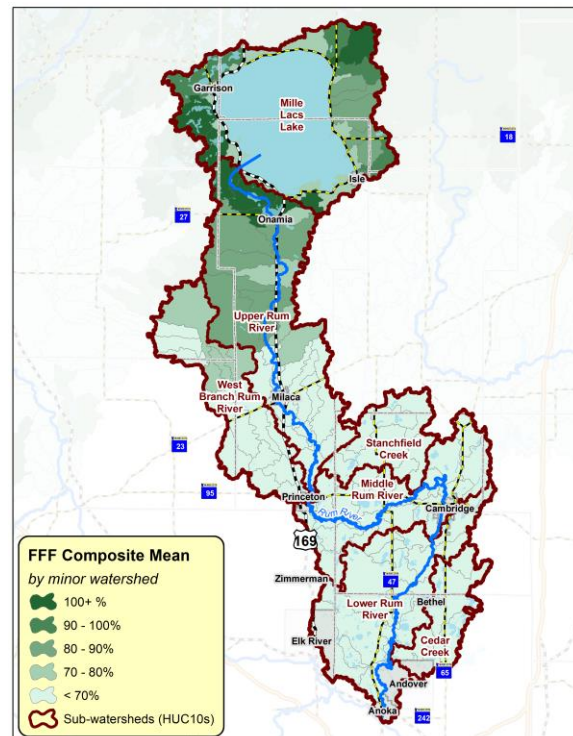 Garrison
Mille
Lacs
Lake
18
Isle
27
Onamia
Upper Rum
River
West
Branch Rum
River
Milaca
Stanchfield
Creek
23
Middle
Rum River
95
Princeton
Rum River
Cambridge
169
Zimmerman
47
Bethel
Lower Rum
River
Elk River
Cedar
Creek
65
Andover
Anoka
242
FFF Composite Mean
by minor watershed
100+ %
90 - 100%
80 - 90%
70 - 80%
< 70%
Sub-watersheds (HUC10s)